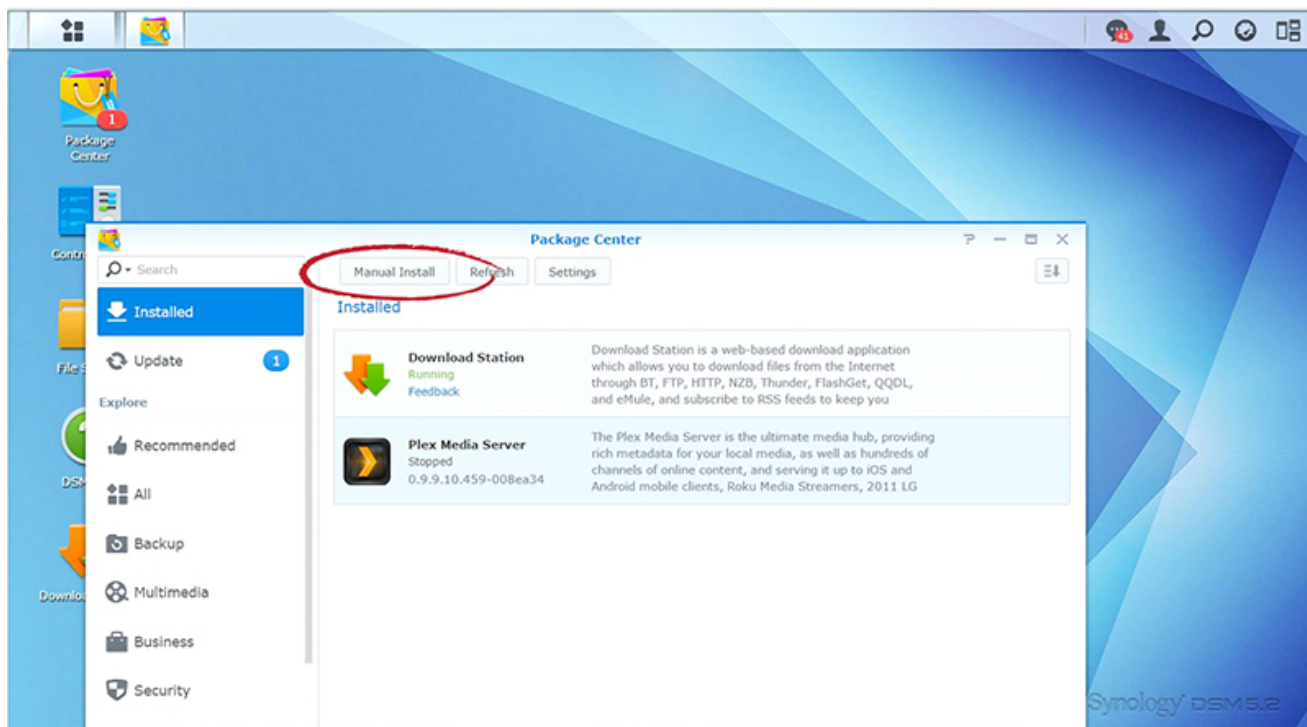 41
1
Package
Center
Package Center
Search
Manual Install
Refresh
Settings
Installed
Update
1
Explore
Recommended
All
Backup
Multimedia
Business
Security
Installed
Download Station
Running
Feedback
Download Station is a web-based download application
which allows you to download files from the Internet
through BT, FTP, HTTP, NZB, Thunder, FlashGet, QQDL,
and eMule, and subscribe to RSS feeds to keep you
Plex Media Server
Stopped
0.9.9.10.459-008ea34
The Plex Media Server is the ultimate media hub, providing
rich metadata for your local media, as well as hundreds of
channels of online content, and serving it up to iOS and
Android mobile clients, Roku Media Streamers, 2011 LG
Contr
File S
DSM
Downlo
Synology DSM 5.2